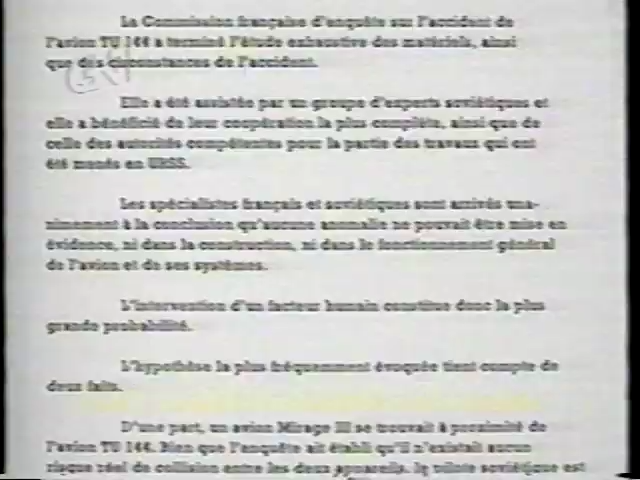 La Commission française d'enquête sur l'accident de
l'avion TU 144 a terminé l'étude exhaustive des matériels, ainsi
que des circonstances de l'accident.
Elle a été assistée par un groupe d'experts soviétiques et
elle a bénéficié de leur coopération la plus complète, ainsi que de
celle des autorités compétentes pour la partie des travaux qui ont
été menés en URSS.
Les spécialistes français et soviétiques sont arrivés una-
nimement à la conclusion qu'aucune anomalie ne pouvait être mise en
évidence, ni dans la construction, ni dans le fonctionnement général
de l'avion et de ses systèmes.
L'intervention d'un facteur humain constitue donc la plus
grande probabilité.
L'hypothèse la plus fréquemment évoquée tient compte de
deux faits.
D'une part, un avion Mirage III se trouvait à proximité de
l'avion TU 144. Bien que l'enquête ait établi qu'il n'existait aucun
risque réel de collision entre les deux appareils, le pilote soviétique est